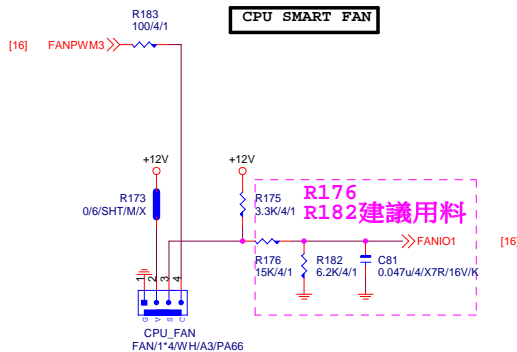 CPU SMART FAN
R183
100/4/1
[16] FANPWM3
+12V
+12V
R173
0/6/SHT/M/X
R175
3.3K/4/1
R176
R182建議用料
FANIO1
[16]
R176
15K/4/1
R182
6.2K/4/1
C81
0.047u/4/X7R/16V/K
1 2 3 4
G V S C
CPU_FAN
FAN/1*4/WH/A3/PA66